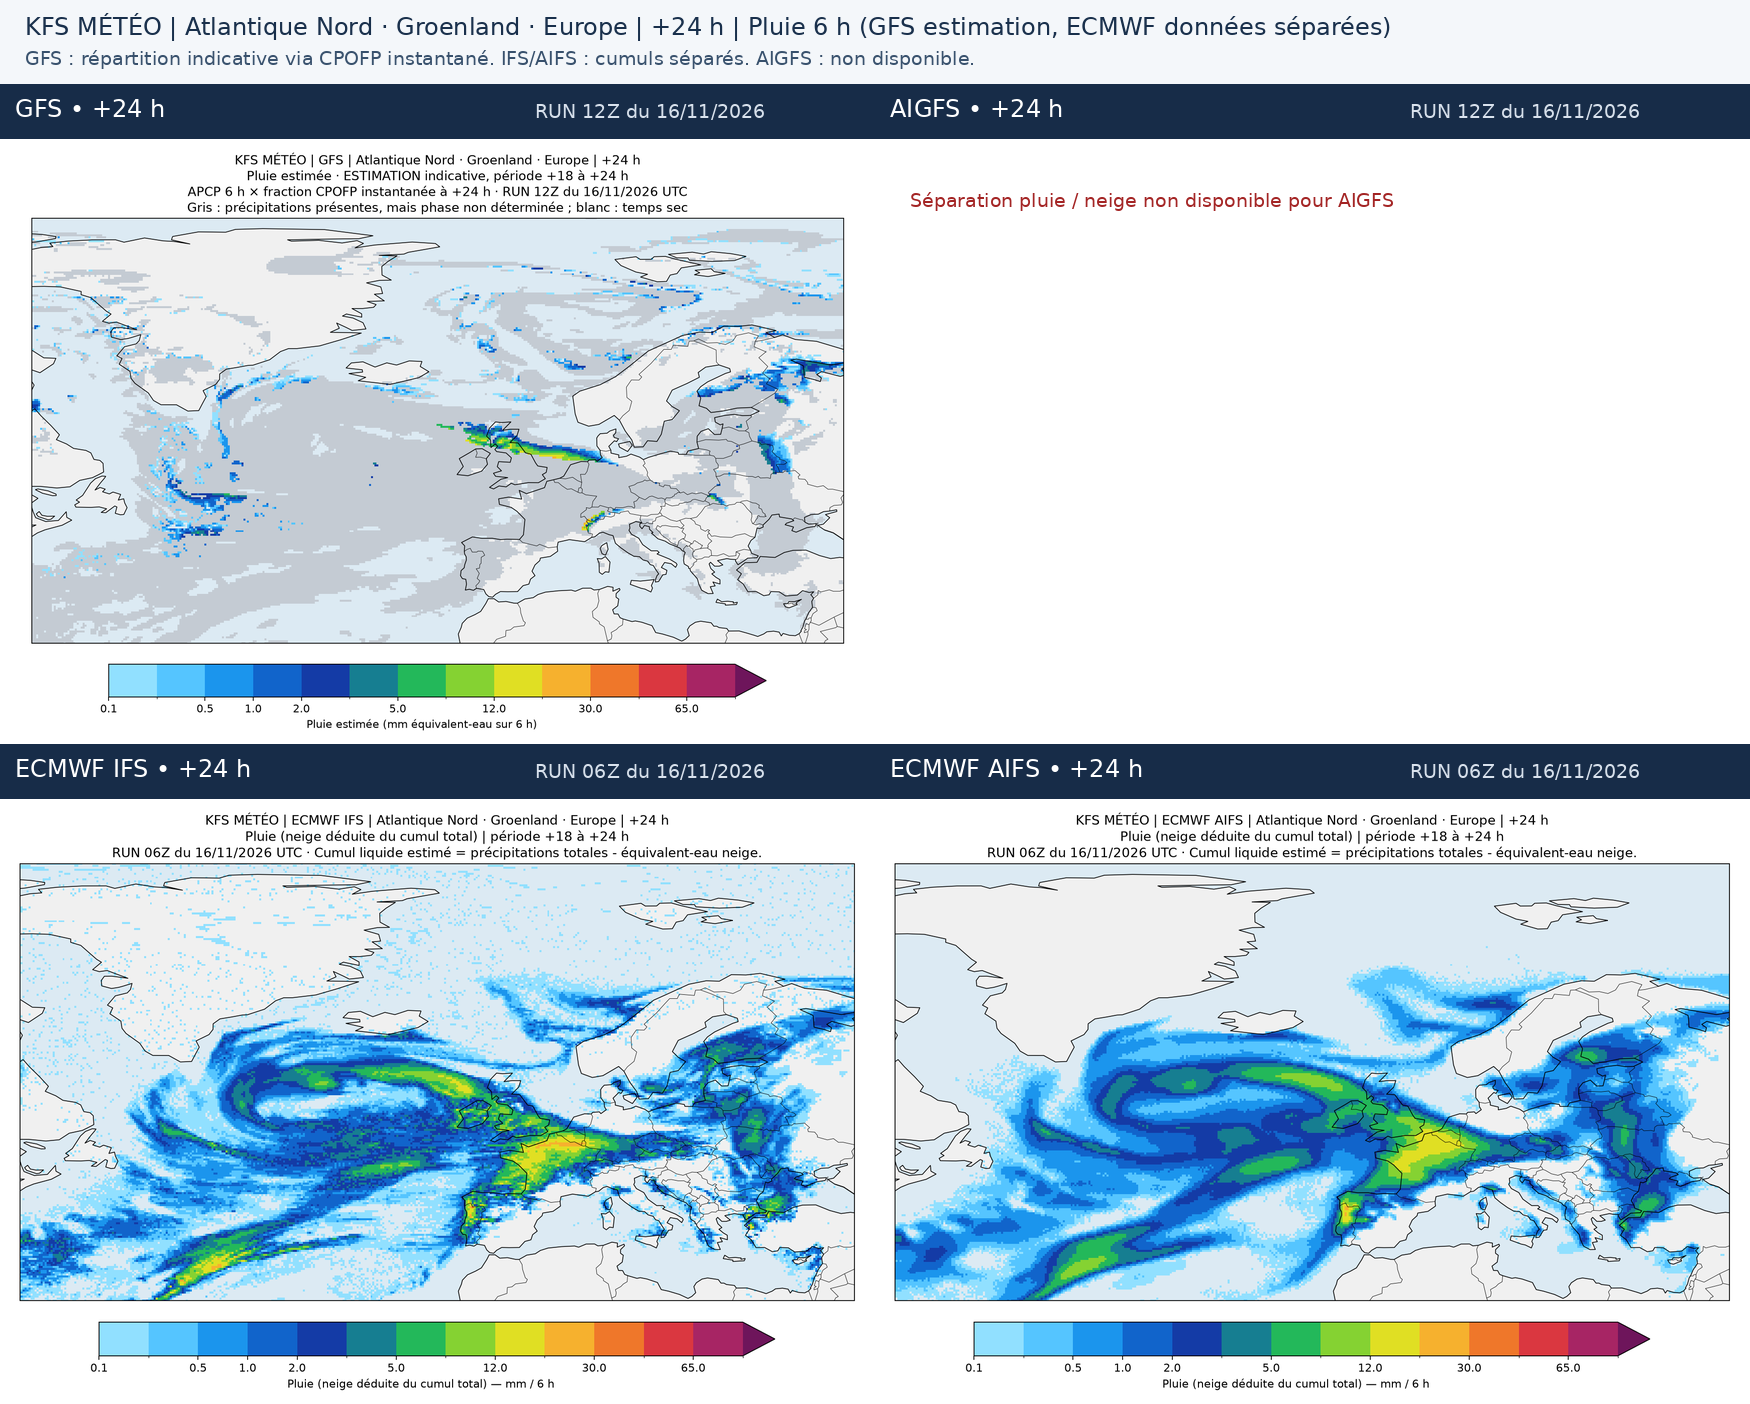 KFS MÉTÉO | Atlantique Nord · Groenland · Europe | +24 h | Pluie 6 h (GFS estimation, ECMWF données séparées)
GFS : répartition indicative via CPOFP instantané. IFS/AIFS : cumuls séparés. AIGFS : non disponible.
GFS • +24 h
RUN 12Z du 16/11/2026
AIGFS • +24 h
RUN 12Z du 16/11/2026
KFS MÉTÉO | GFS | Atlantique Nord · Groenland · Europe | +24 h
Pluie estimée · ESTIMATION indicative, période +18 à +24 h
APCP 6 h × fraction CPOFP instantanée à +24 h · RUN 12Z du 16/11/2026 UTC
Gris : précipitations présentes, mais phase non déterminée ; blanc : temps sec
Séparation pluie / neige non disponible pour AIGFS
0.1 0.5 1.0 2.0 5.0 12.0 30.0 65.0
Pluie estimée (mm équivalent-eau sur 6 h)
ECMWF IFS • +24 h
RUN 06Z du 16/11/2026
ECMWF AIFS • +24 h
RUN 06Z du 16/11/2026
KFS MÉTÉO | ECMWF IFS | Atlantique Nord · Groenland · Europe | +24 h
Pluie (neige déduite du cumul total) | période +18 à +24 h
RUN 06Z du 16/11/2026 UTC · Cumul liquide estimé = précipitations totales - équivalent-eau neige.
0.1 0.5 1.0 2.0 5.0 12.0 30.0 65.0
Pluie (neige déduite du cumul total) — mm / 6 h
KFS MÉTÉO | ECMWF AIFS | Atlantique Nord · Groenland · Europe | +24 h
Pluie (neige déduite du cumul total) | période +18 à +24 h
RUN 06Z du 16/11/2026 UTC · Cumul liquide estimé = précipitations totales - équivalent-eau neige.
0.1 0.5 1.0 2.0 5.0 12.0 30.0 65.0
Pluie (neige déduite du cumul total) — mm / 6 h